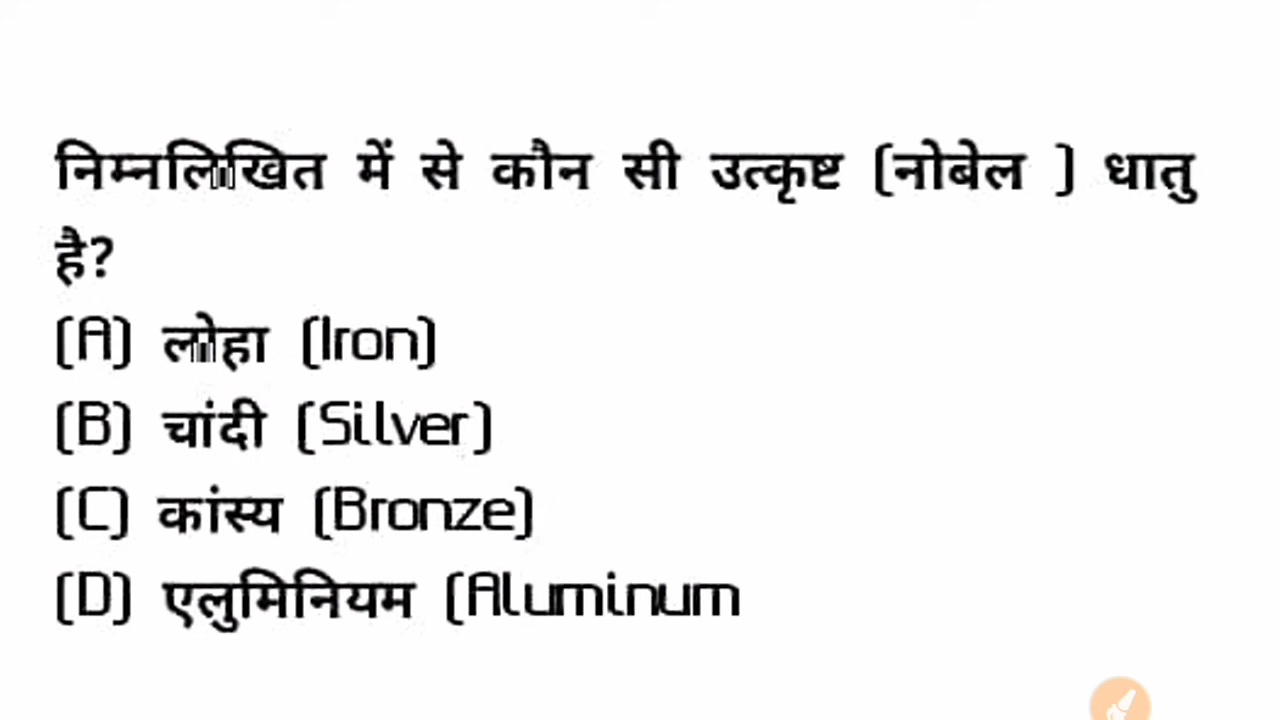 निम्नलिखित में से कौन सी उत्कृष्ट (नोबेल ) धातु
है?
(A) लोहा (Iron)
(B) चांदी (Silver)
(C) कांस्य (Bronze)
(D) एलुमिनियम (Aluminum